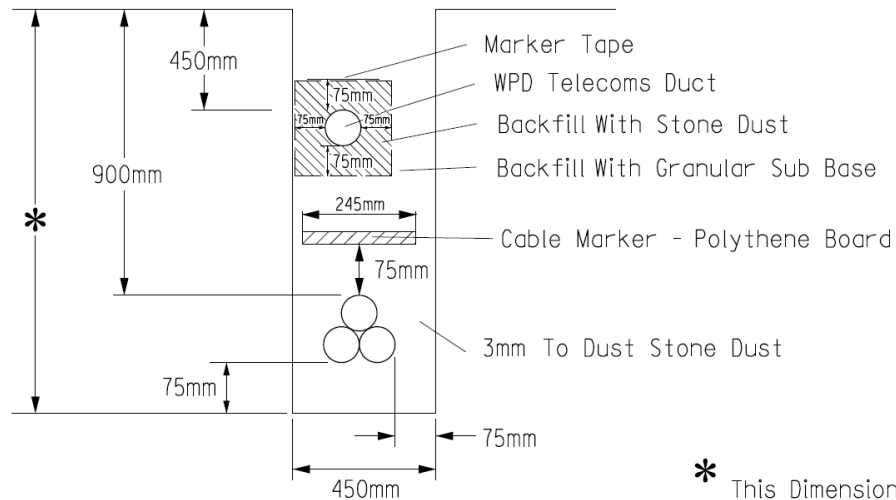 Marker Tape
450mm
WPD Telecoms Duct
75mm
75mm
75mm
Backfill With Stone Dust
75mm
Backfill With Granular Sub Base
900mm
*
245mm
Cable Marker - Polythene Board
75mm
3mm To Dust Stone Dust
75mm
75mm
450mm
* This Dimension